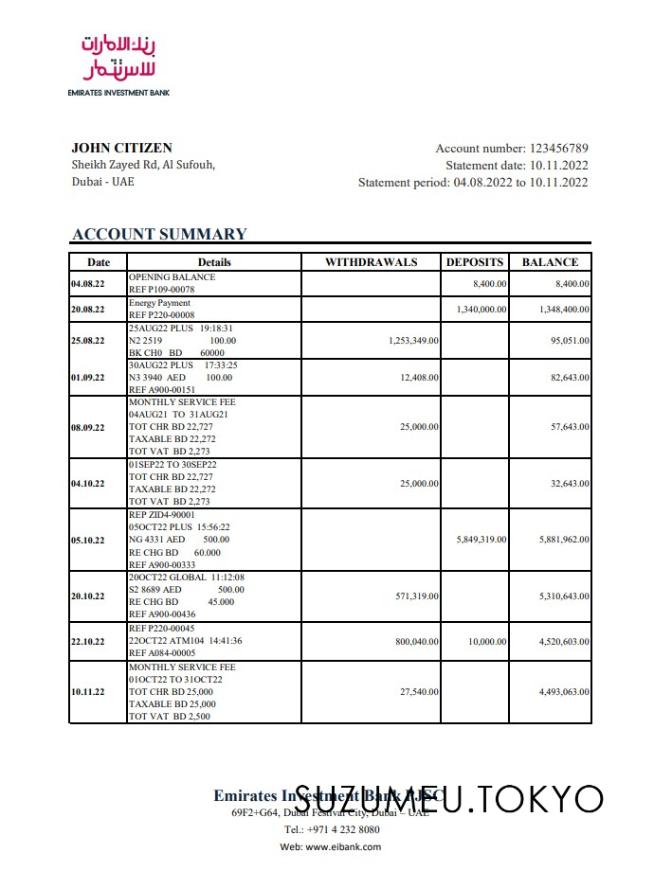 بنك الامارات
للاستثمار
EMIRATES INVESTMENT BANK
JOHN CITIZEN
Sheikh Zayed Rd, Al Sufouh,
Dubai - UAE
Account number: 123456789
Statement date: 10.11.2022
Statement period: 04.08.2022 to 10.11.2022
ACCOUNT SUMMARY
Date Details WITHDRAWALS DEPOSITS BALANCE
04.08.22 OPENING BALANCE 8,400.00 8,400.00
REF P109-00078
20.08.22 Energy Payment 1,340,000.00 1,348,400.00
REF P220-00008
25AUG22 PLUS 19:18:31
25.08.22 N2 2519 100.00 1,253,349.00 95,051.00
BK CH0 BD 60000
30AUG22 PLUS 17:33:25
01.09.22 N3 3940 AED 100.00 12,408.00 82,643.00
REF A900-00151
MONTHLY SERVICE FEE
04AUG21 TO 31AUG21
08.09.22 TOT CHR BD 22,727 25,000.00 57,643.00
TAXABLE BD 22,272
TOT VAT BD 2,273
01SEP22 TO 30SEP22
04.10.22 TOT CHR BD 22,727 25,000.00 32,643.00
TAXABLE BD 22,272
TOT VAT BD 2,273
REP ZID4-90001
05OCT22 PLUS 15:56:22
05.10.22 NG 4331 AED 500.00 5,849,319.00 5,881,962.00
RE CHG BD 60.000
REF A900-00333
20OCT22 GLOBAL 11:12:08
20.10.22 S2 8689 AED 500.00 571,319.00 5,310,643.00
RE CHG BD 45.000
REF A900-00436
REF P220-00045
22.10.22 22OCT22 ATM104 14:41:36 800,040.00 10,000.00 4,520,603.00
REF A084-00005
MONTHLY SERVICE FEE
01OCT22 TO 31OCT22
10.11.22 TOT CHR BD 25,000 27,540.00 4,493,063.00
TAXABLE BD 25,000
TOT VAT BD 2,500
Emirates Investment Bank PJSC
SUZUMEU.TOKYO
69F2+G64, Dubai Festival City, Dubai – UAE
Tel.: +971 4 232 8080
Web: www.eibank.com